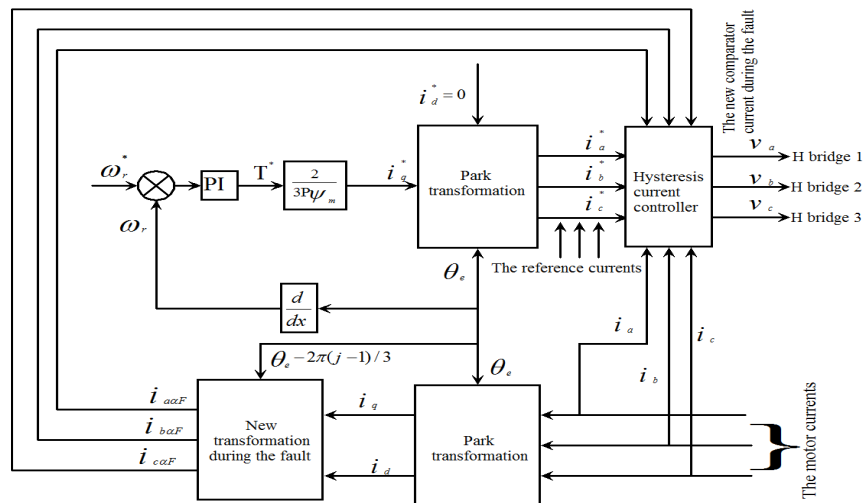 The new comparator
current during the fault
i*d = 0
ω*r
PI
T*
2
3Pψm
i*q
Park
transformation
i*a
i*b
i*c
Hysteresis
current
controller
va
vb
vc
H bridge 1
H bridge 2
H bridge 3
ωr
The reference currents
θe
d
dx
θe − 2π(j − 1)/3
θe
ia
ib
ic
iaαF
ibαF
icαF
New
transformation
during the fault
iq
id
Park
transformation
The motor currents